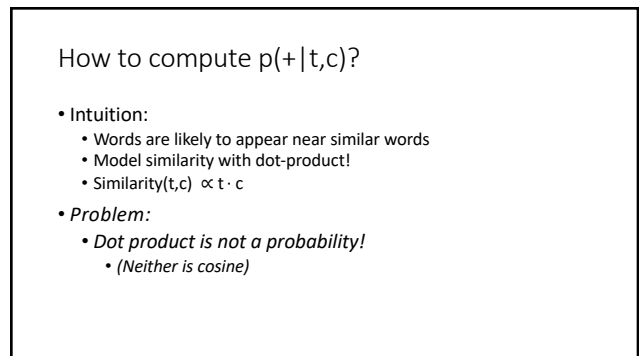 How to compute p(+|t,c)?
• Intuition:
• Words are likely to appear near similar words
• Model similarity with dot-product!
• Similarity(t,c) ∝ t · c
• Problem:
• Dot product is not a probability!
• (Neither is cosine)